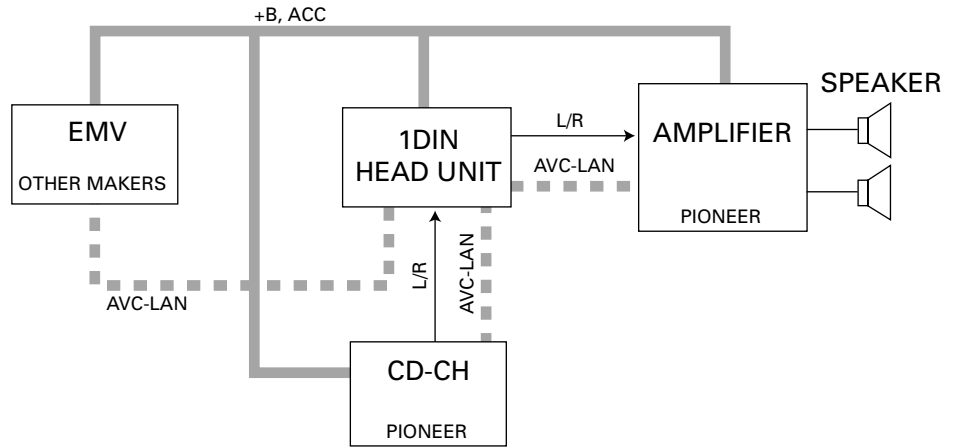 +B, ACC
SPEAKER
EMV
OTHER MAKERS
1DIN
HEAD UNIT
L/R
AVC-LAN
AMPLIFIER
PIONEER
AVC-LAN
L/R
AVC-LAN
CD-CH
PIONEER